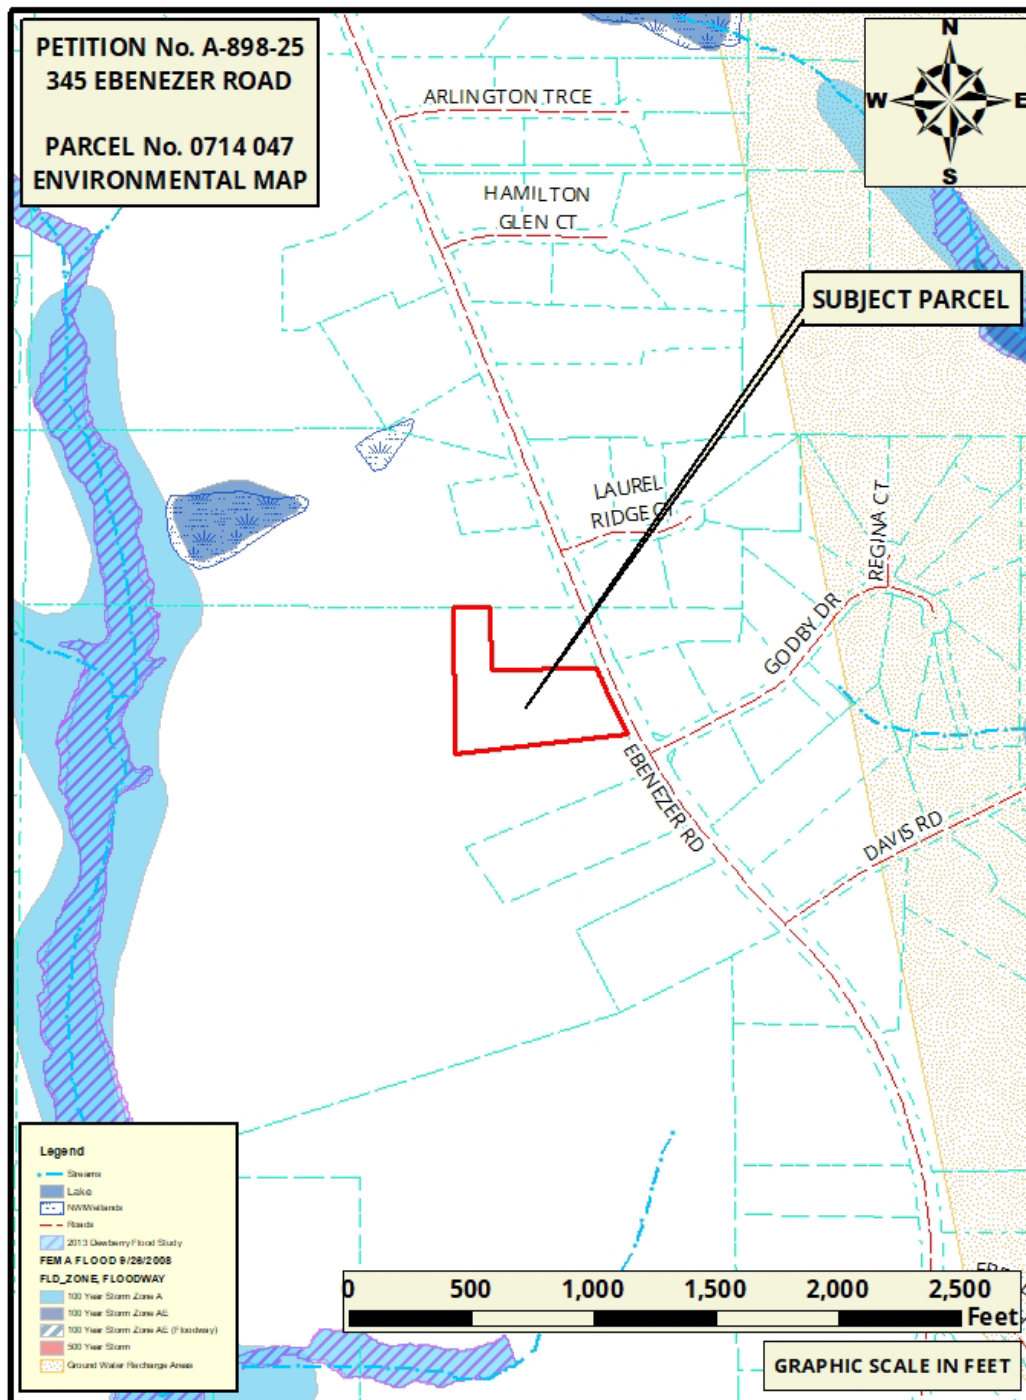 PETITION No. A-898-25
345 EBENEZER ROAD
PARCEL No. 0714 047
ENVIRONMENTAL MAP
N
W
E
S
ARLINGTON TRCE
HAMILTON
GLEN CT
SUBJECT PARCEL
LAUREL
RIDGE CT
REGINA CT
GODBY DR
EBENEZER RD
DAVIS RD
Legend
Streams
Lake
NWIWetlands
Roads
2013 Dewberry Flood Study
FEMA FLOOD 9/26/2008
FLD_ZONE, FLOODWAY
100 Year Storm Zone A
100 Year Storm Zone AE
100 Year Storm Zone AE (Floodway)
500 Year Storm
Ground Water Recharge Areas
0 500 1,000 1,500 2,000 2,500
Feet
GRAPHIC SCALE IN FEET